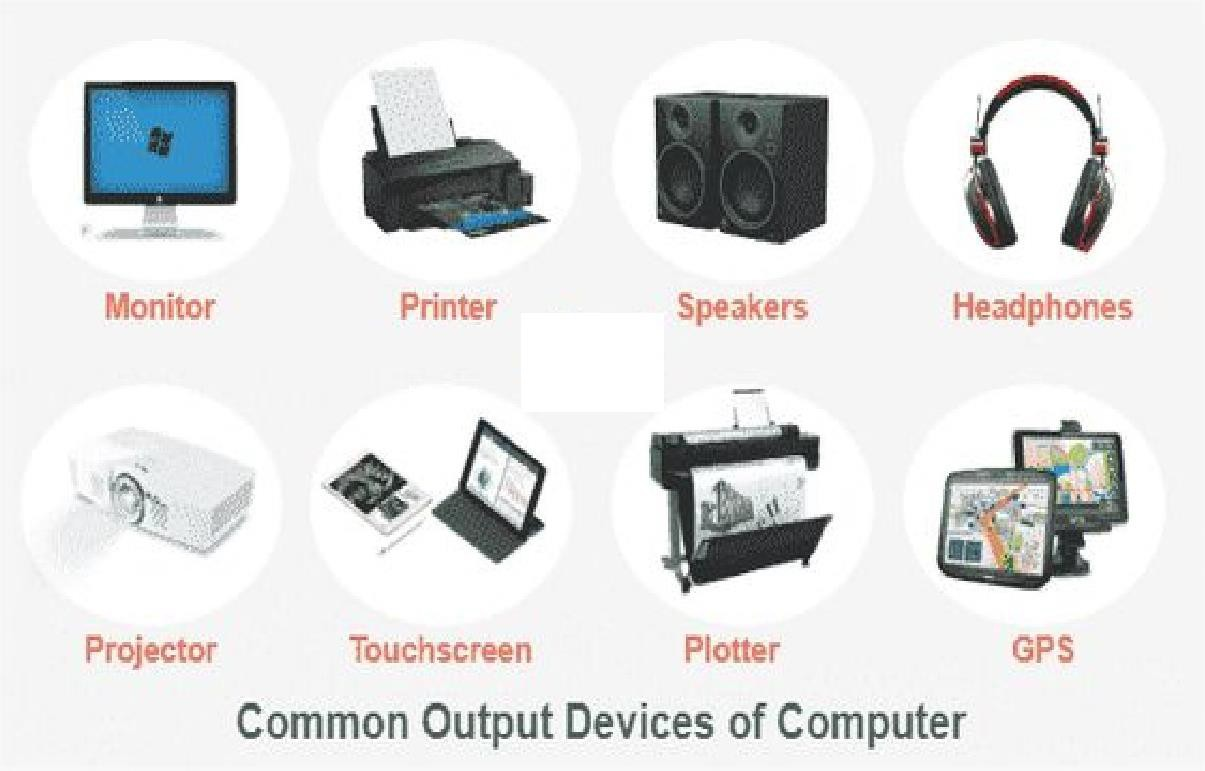 Monitor
Printer
Speakers
Headphones
Projector
Touchscreen
Plotter
GPS
Common Output Devices of Computer